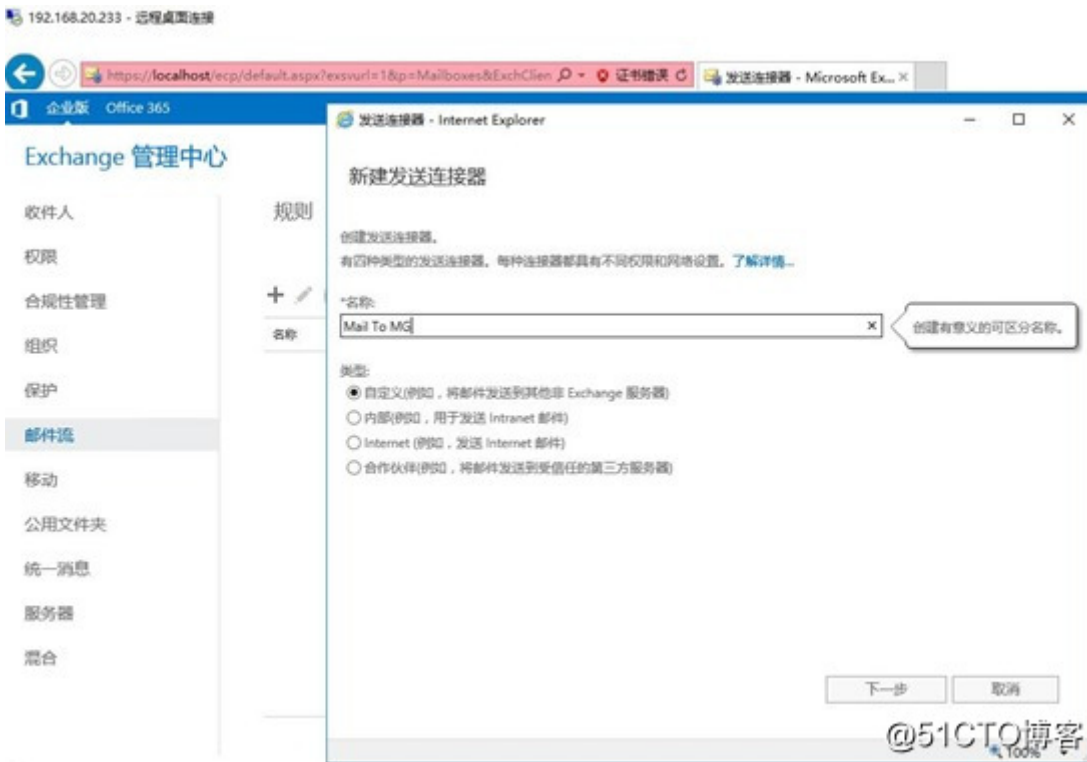 192.168.20.233 - 远程桌面连接
https://localhost/ecp/default.aspx?exsvurl=1&p=Mailboxes&ExchClien
证书错误
发送连接器 - Microsoft Ex...
企业版 Office 365
发送连接器 - Internet Explorer
Exchange 管理中心
新建发送连接器
收件人
规则
创建发送连接器。
权限
有四种类型的发送连接器。每种连接器都具有不同权限和网络设置。了解详情...
合规性管理
*名称:
Mail To MG
创建有意义的可区分名称。
名称
组织
类型:
保护
自定义(例如，将邮件发送到其他非 Exchange 服务器)
内部(例如，用于发送 Intranet 邮件)
邮件流
Internet (例如，发送 Internet 邮件)
合作伙伴(例如，将邮件发送到受信任的第三方服务器)
移动
公用文件夹
统一消息
服务器
混合
下一步
取消
@51CTO博客
100%